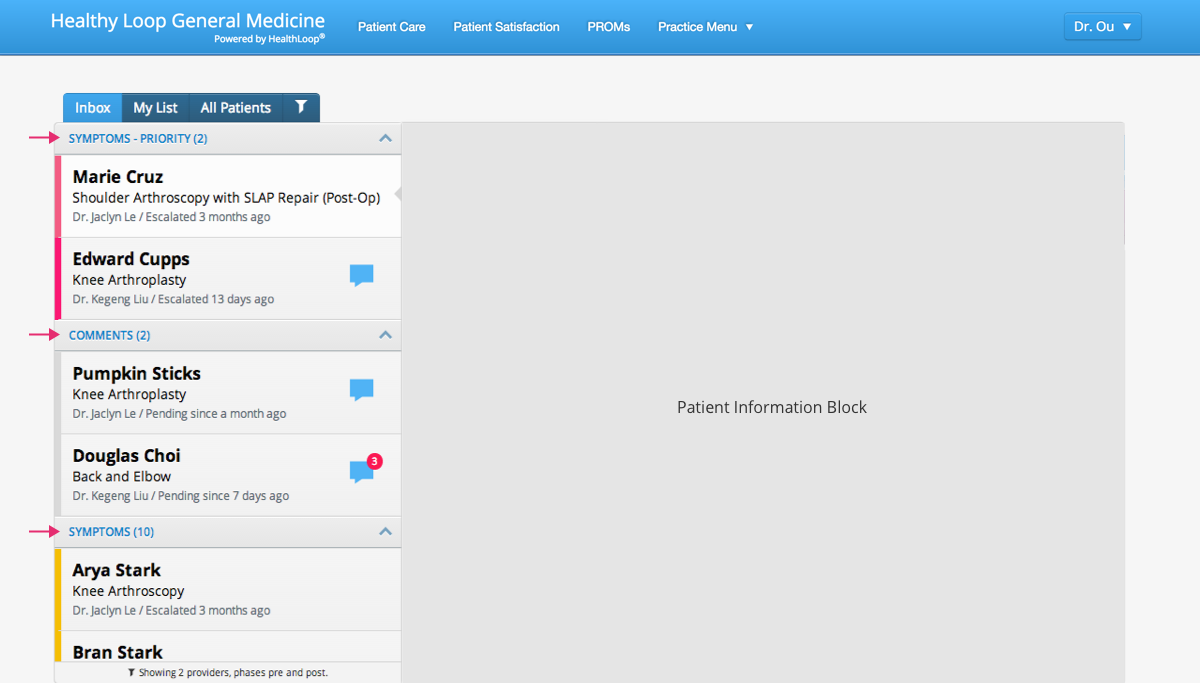 Healthy Loop General Medicine
Powered by HealthLoop®
Patient Care Patient Satisfaction PROMs Practice Menu ▼
Dr. Ou ▼
Inbox My List All Patients
SYMPTOMS - PRIORITY (2)
Marie Cruz
Shoulder Arthroscopy with SLAP Repair (Post-Op)
Dr. Jaclyn Le / Escalated 3 months ago
Edward Cupps
Knee Arthroplasty
Dr. Kegeng Liu / Escalated 13 days ago
COMMENTS (2)
Pumpkin Sticks
Knee Arthroplasty
Dr. Jaclyn Le / Pending since a month ago
Douglas Choi
3
Back and Elbow
Dr. Kegeng Liu / Pending since 7 days ago
SYMPTOMS (10)
Arya Stark
Knee Arthroscopy
Dr. Jaclyn Le / Escalated 3 months ago
Bran Stark
Showing 2 providers, phases pre and post.
Patient Information Block